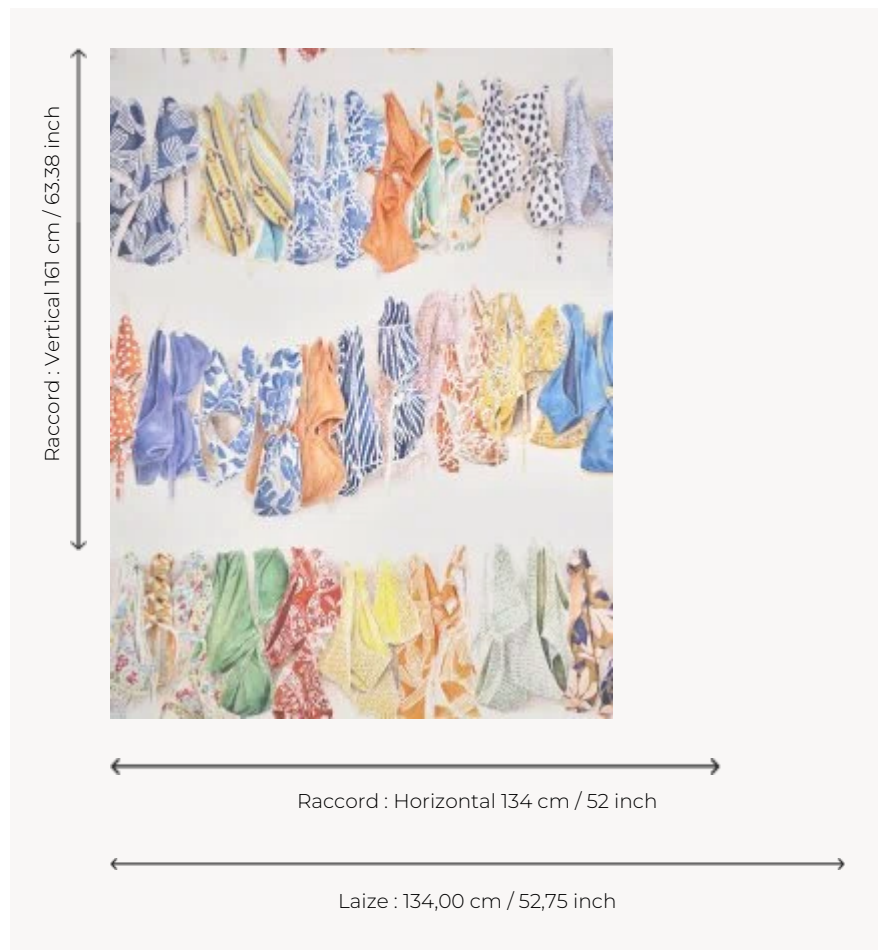 Raccord : Vertical 161 cm / 63.38 inch
Raccord : Horizontal 134 cm / 52 inch
Laize : 134,00 cm / 52,75 inch